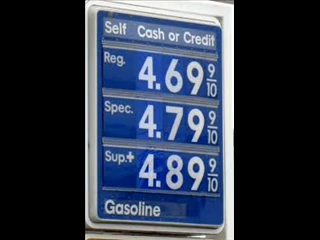 Self Cash or Credit
Reg. 4.69 9/10
Spec. 4.79 9/10
Sup.+ 4.89 9/10
Gasoline